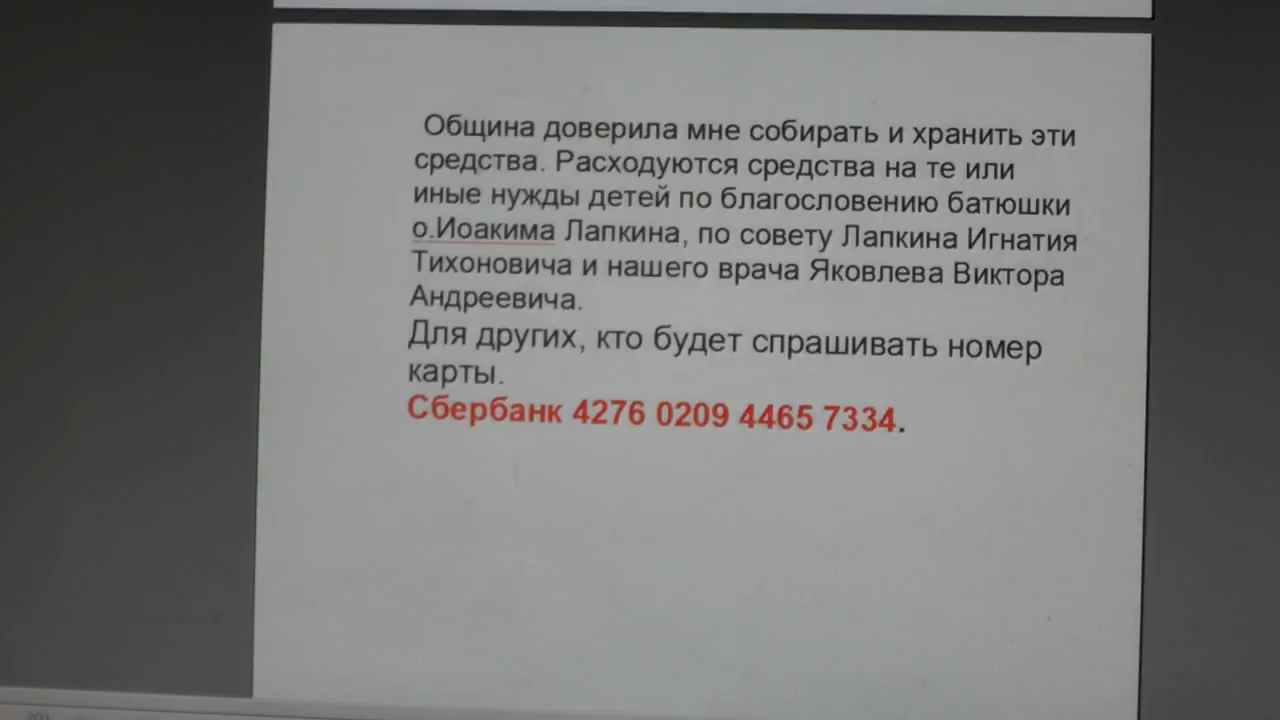 Община доверила мне собирать и хранить эти
средства. Расходуются средства на те или
иные нужды детей по благословению батюшки
о.Иоакима Лапкина, по совету Лапкина Игнатия
Тихоновича и нашего врача Яковлева Виктора
Андреевича.
Для других, кто будет спрашивать номер
карты.
Сбербанк 4276 0209 4465 7334.